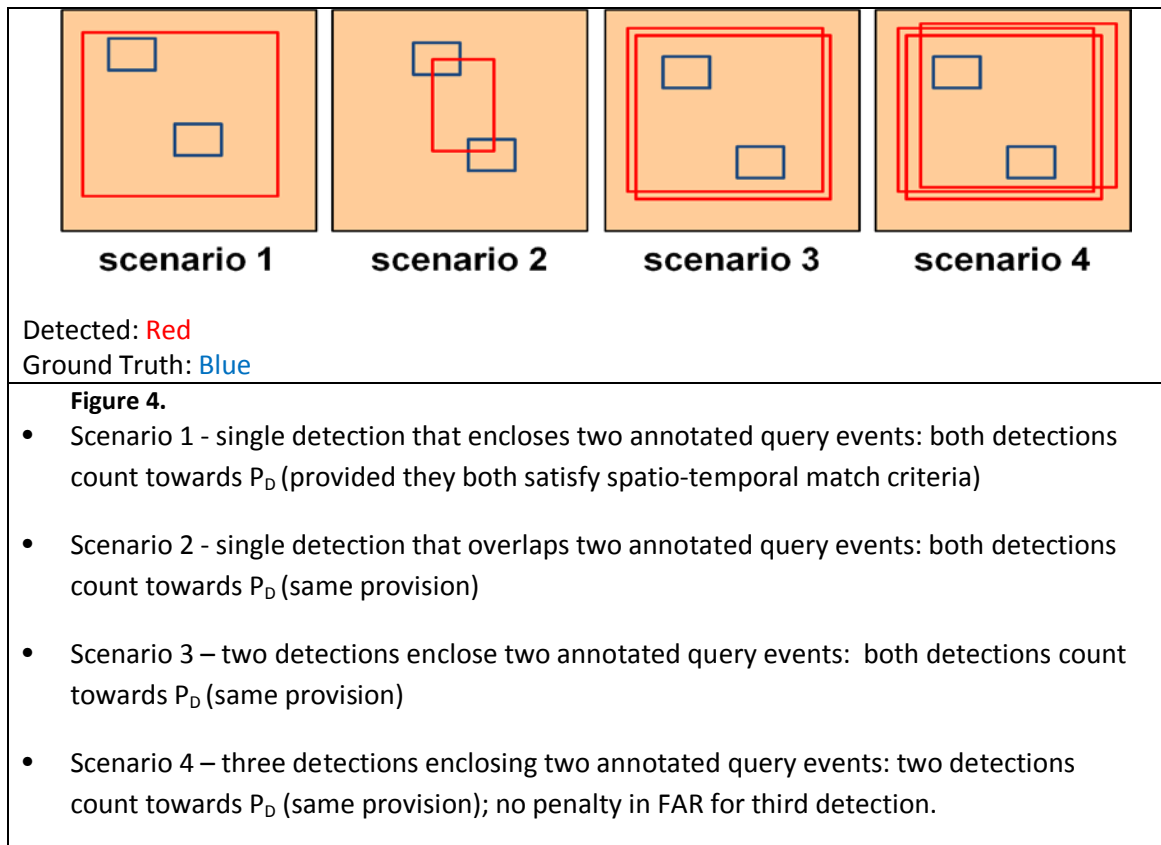 scenario 1 scenario 2 scenario 3 scenario 4
Detected: Red
Ground Truth: Blue
Figure 4.
• Scenario 1 - single detection that encloses two annotated query events: both detections
count towards PD (provided they both satisfy spatio-temporal match criteria)
• Scenario 2 - single detection that overlaps two annotated query events: both detections
count towards PD (same provision)
• Scenario 3 – two detections enclose two annotated query events:  both detections count
towards PD (same provision)
• Scenario 4 – three detections enclosing two annotated query events: two detections
count towards PD (same provision); no penalty in FAR for third detection.